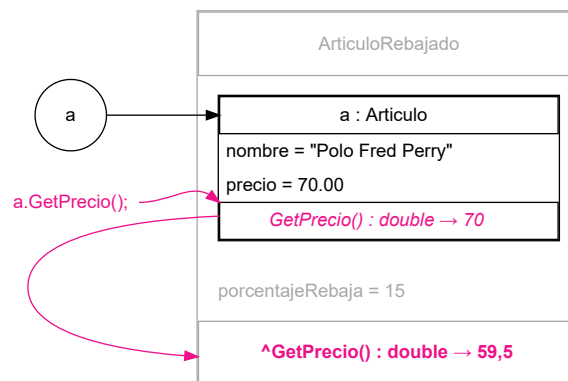 ArticuloRebajado
a
a : Articulo
nombre = "Polo Fred Perry"
precio = 70.00
a.GetPrecio();
GetPrecio() : double → 70
porcentajeRebaja = 15
^GetPrecio() : double → 59,5